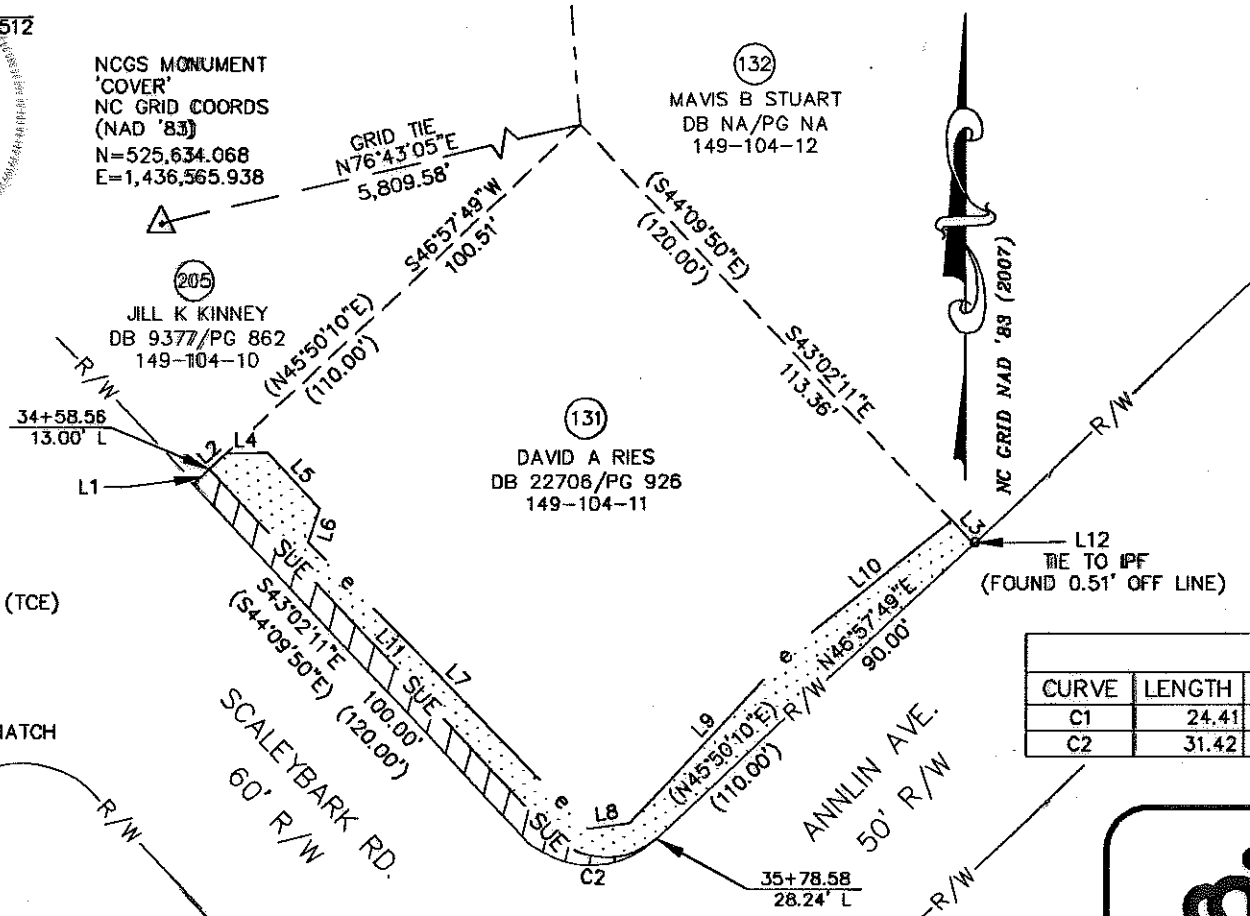 512
NCGS MONUMENT
'COVER'
NC GRID COORDS
(NAD '83)
N=525,634.068
E=1,436,565.938
GRID TIE
N76°43'05"E
5,809.58'
132
MAVIS B STUART
DB NA/PG NA
149-104-12
S46°57'49"W
100.51'
(N45°50'10"E)
(110.00')
(S44°09'50"E)
(120.00')
S43°02'11"E
113.36'
NC GRID NAD '83 (2007)
205
JILL K KINNEY
DB 9377/PG 862
149-104-10
R/W
34+58.56
13.00' L
L1
L2
L4
L5
L6
131
DAVID A RIES
DB 22706/PG 926
149-104-11
R/W
L3
L12
TIE TO IPF
(FOUND 0.51' OFF LINE)
L10
(TCE)
SUE
e
S43°02'11"E
(S44°09'50"E)
L11
100.00'
(120.00')
SUE
L7
e
N46°57'49"E
90.00'
R/W
L9
(N45°50'10"E)
(110.00')
CURVE LENGTH
C1 24.41
C2 31.42
IATCH
SCALEYBARK RD.
60' R/W
ANNLIN AVE.
50' R/W
R/W
e
L8
SUE
C2
35+78.58
28.24' L
R/W